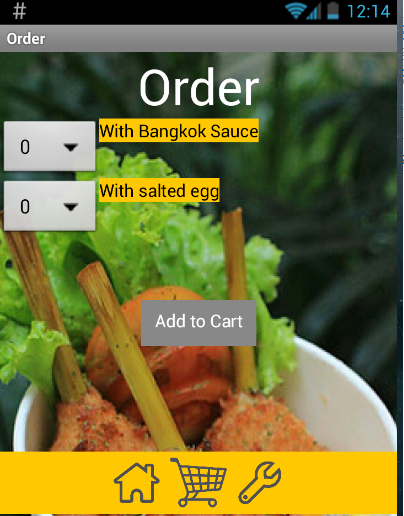 # 12:14
Order
Order
0 With Bangkok Sauce
0 With salted egg
Add to Cart